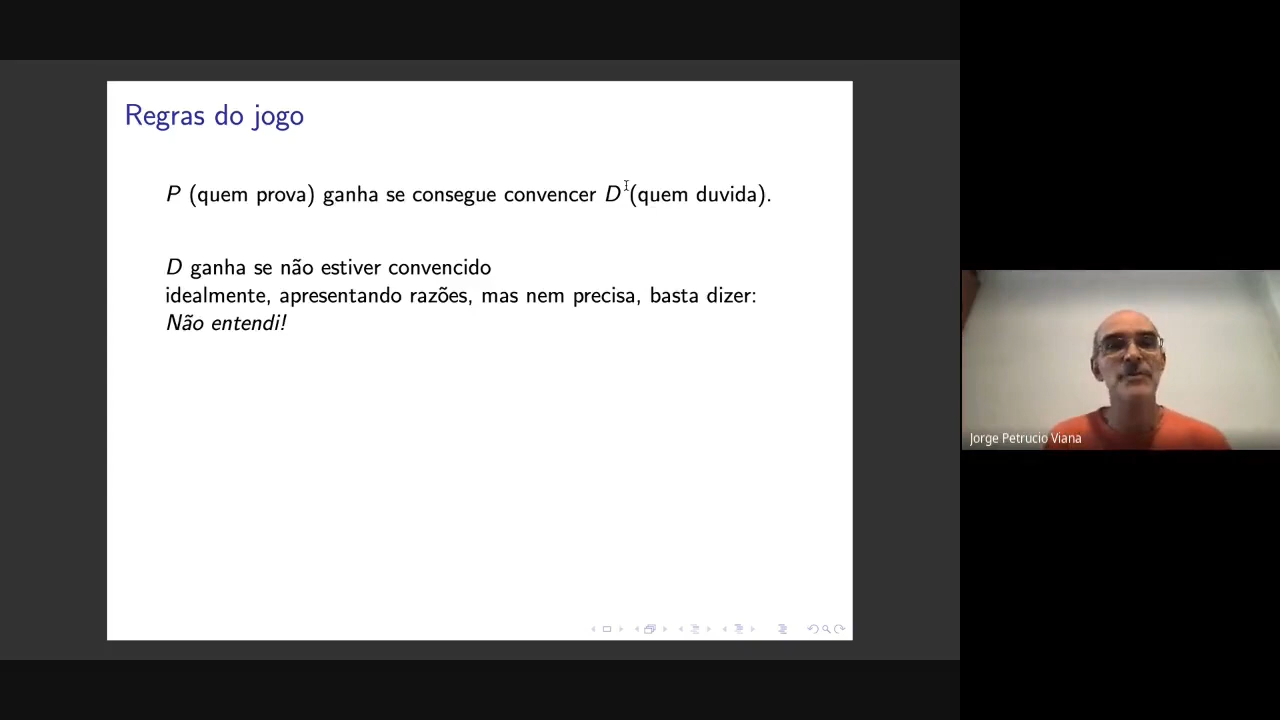 Regras do jogo
P (quem prova) ganha se consegue convencer D (quem duvida).
D ganha se não estiver convencido
idealmente, apresentando razões, mas nem precisa, basta dizer:
Não entendi!
Jorge Petrucio Viana